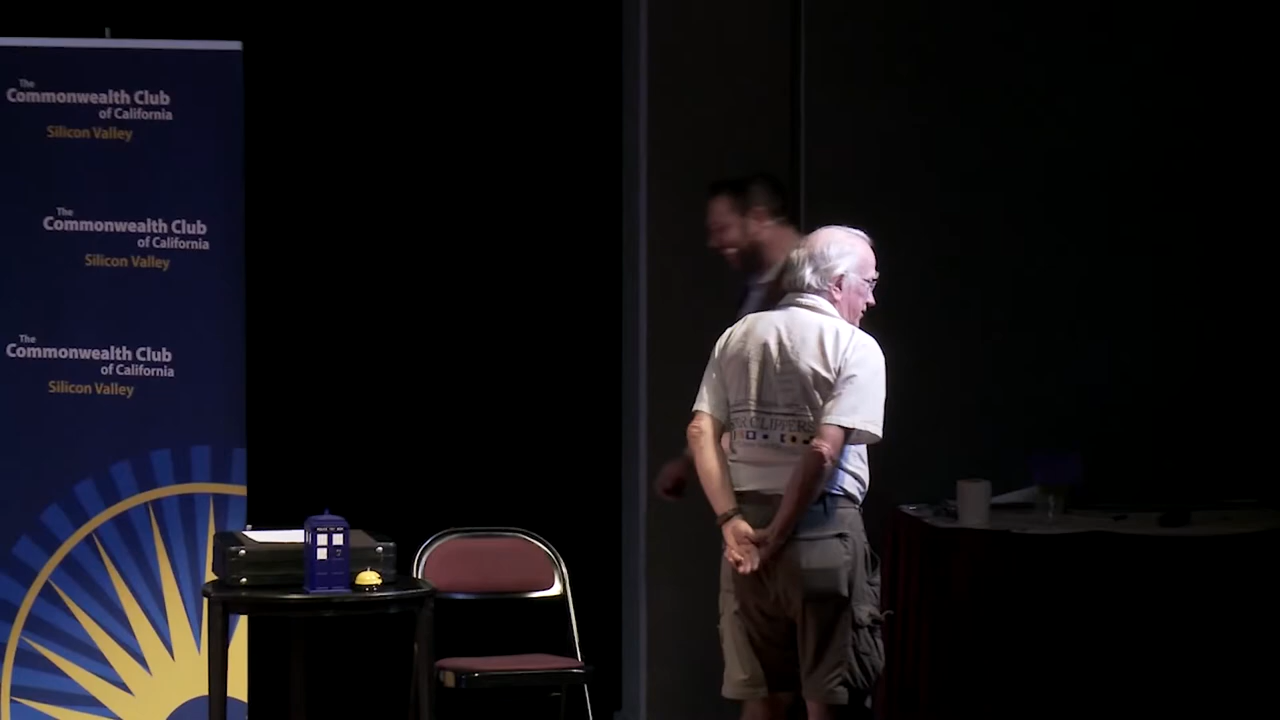 The
Commonwealth Club
of California
Silicon Valley
The
Commonwealth Club
of California
Silicon Valley
The
Commonwealth Club
of California
Silicon Valley
CLIPPERS